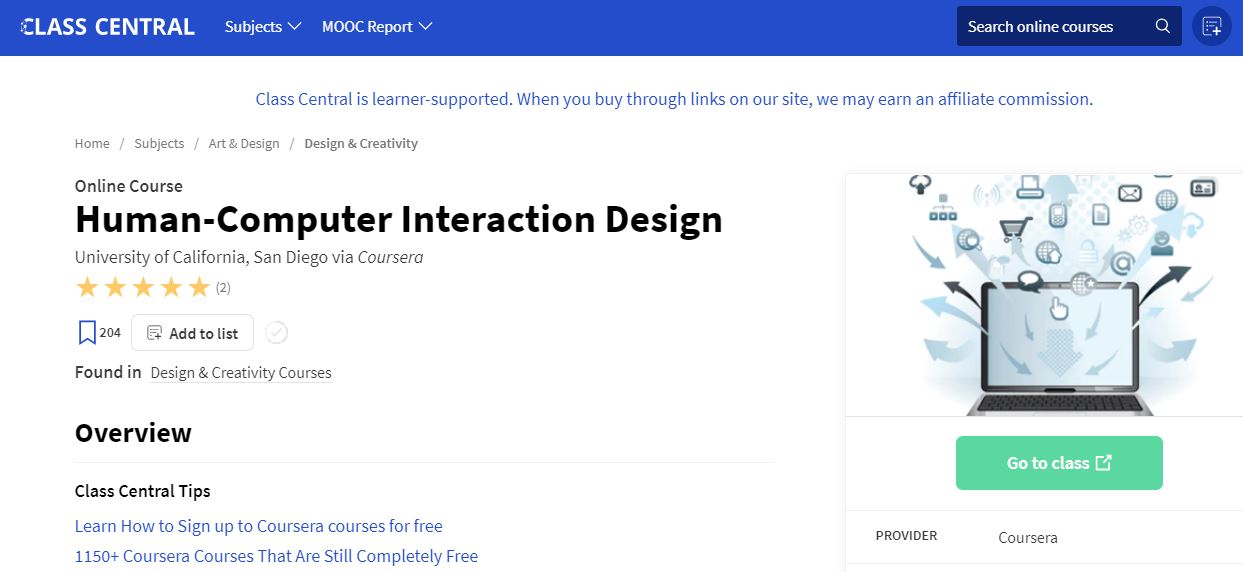 CLASS CENTRAL Subjects MOOC Report Search online courses
Class Central is learner-supported. When you buy through links on our site, we may earn an affiliate commission.
Home / Subjects / Art & Design / Design & Creativity
Online Course
Human-Computer Interaction Design
University of California, San Diego via Coursera
(2)
204 Add to list
Found in Design & Creativity Courses
Overview
Class Central Tips
Learn How to Sign up to Coursera courses for free
1150+ Coursera Courses That Are Still Completely Free
Go to class
PROVIDER Coursera